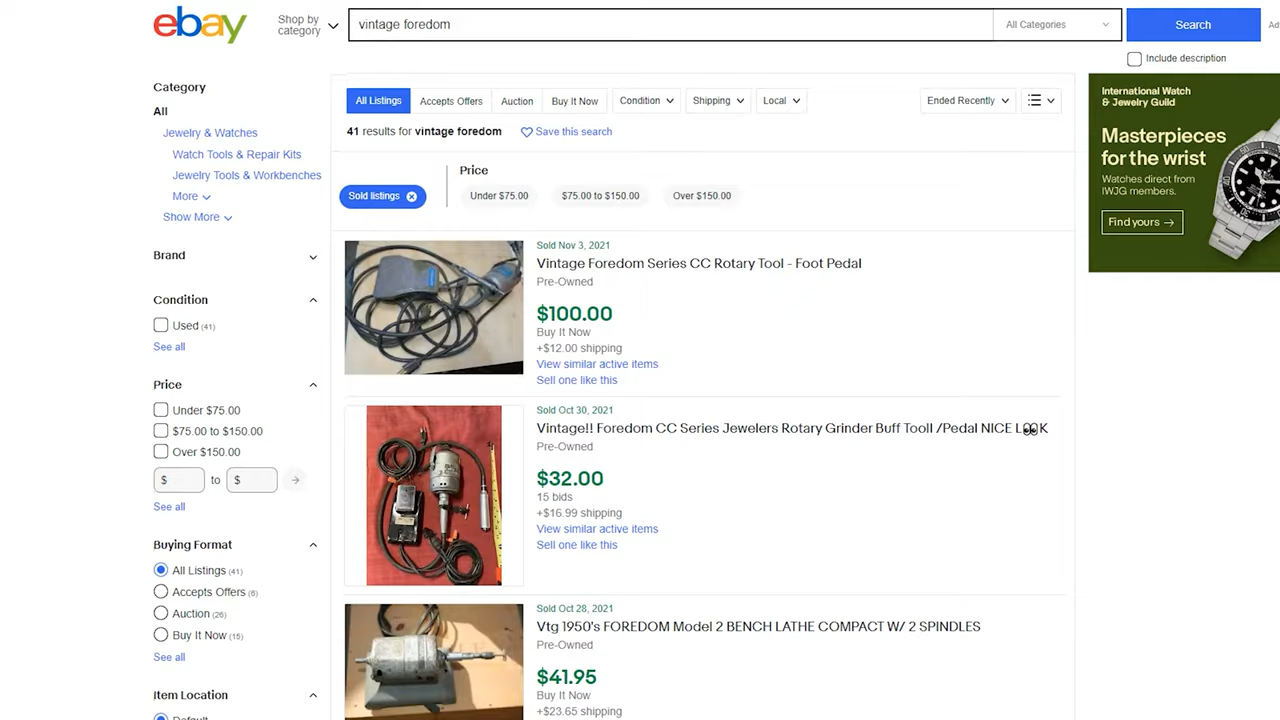 ebay
Shop by
category
vintage foredom
All Categories
Search
Include description
Category
All
Jewelry & Watches
Watch Tools & Repair Kits
Jewelry Tools & Workbenches
More
Show More
Brand
Condition
Used (41)
See all
Price
Under $75.00
$75.00 to $150.00
Over $150.00
$ to $
See all
Buying Format
All Listings (41)
Accepts Offers (6)
Auction (26)
Buy It Now (15)
See all
Item Location
Default
All Listings
Accepts Offers
Auction
Buy It Now
Condition
Shipping
Local
Ended Recently
41 results for vintage foredom
Save this search
Sold listings
Price
Under $75.00
$75.00 to $150.00
Over $150.00
Sold Nov 3, 2021
Vintage Foredom Series CC Rotary Tool - Foot Pedal
Pre-Owned
$100.00
Buy It Now
+$12.00 shipping
View similar active items
Sell one like this
Sold Oct 30, 2021
Vintage!! Foredom CC Series Jewelers Rotary Grinder Buff Tooll /Pedal NICE L👀K
Pre-Owned
$32.00
15 bids
+$16.99 shipping
View similar active items
Sell one like this
Sold Oct 28, 2021
Vtg 1950's FOREDOM Model 2 BENCH LATHE COMPACT W/ 2 SPINDLES
Pre-Owned
$41.95
Buy It Now
+$23.65 shipping
International Watch
& Jewelry Guild
Masterpieces
for the wrist
Watches direct from
IWJG members.
Find yours →